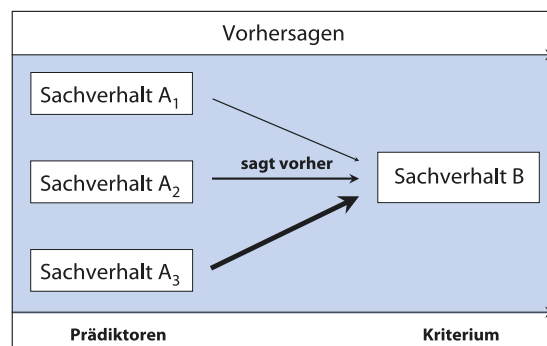 Vorhersagen
Sachverhalt A₁
sagt vorher
Sachverhalt A₂
Sachverhalt B
Sachverhalt A₃
Prädiktoren
Kriterium